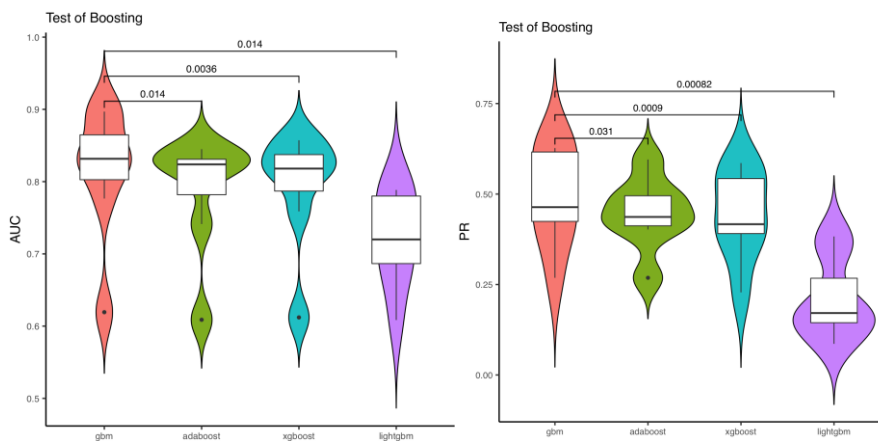 Test of Boosting
1.0
0.9
0.8
0.7
0.6
0.5
AUC
0.014
0.0036
0.014
gbm
adaboost
xgboost
lightgbm
Test of Boosting
0.75
0.50
0.25
0.00
PR
0.00082
0.0009
0.031
gbm
adaboost
xgboost
lightgbm